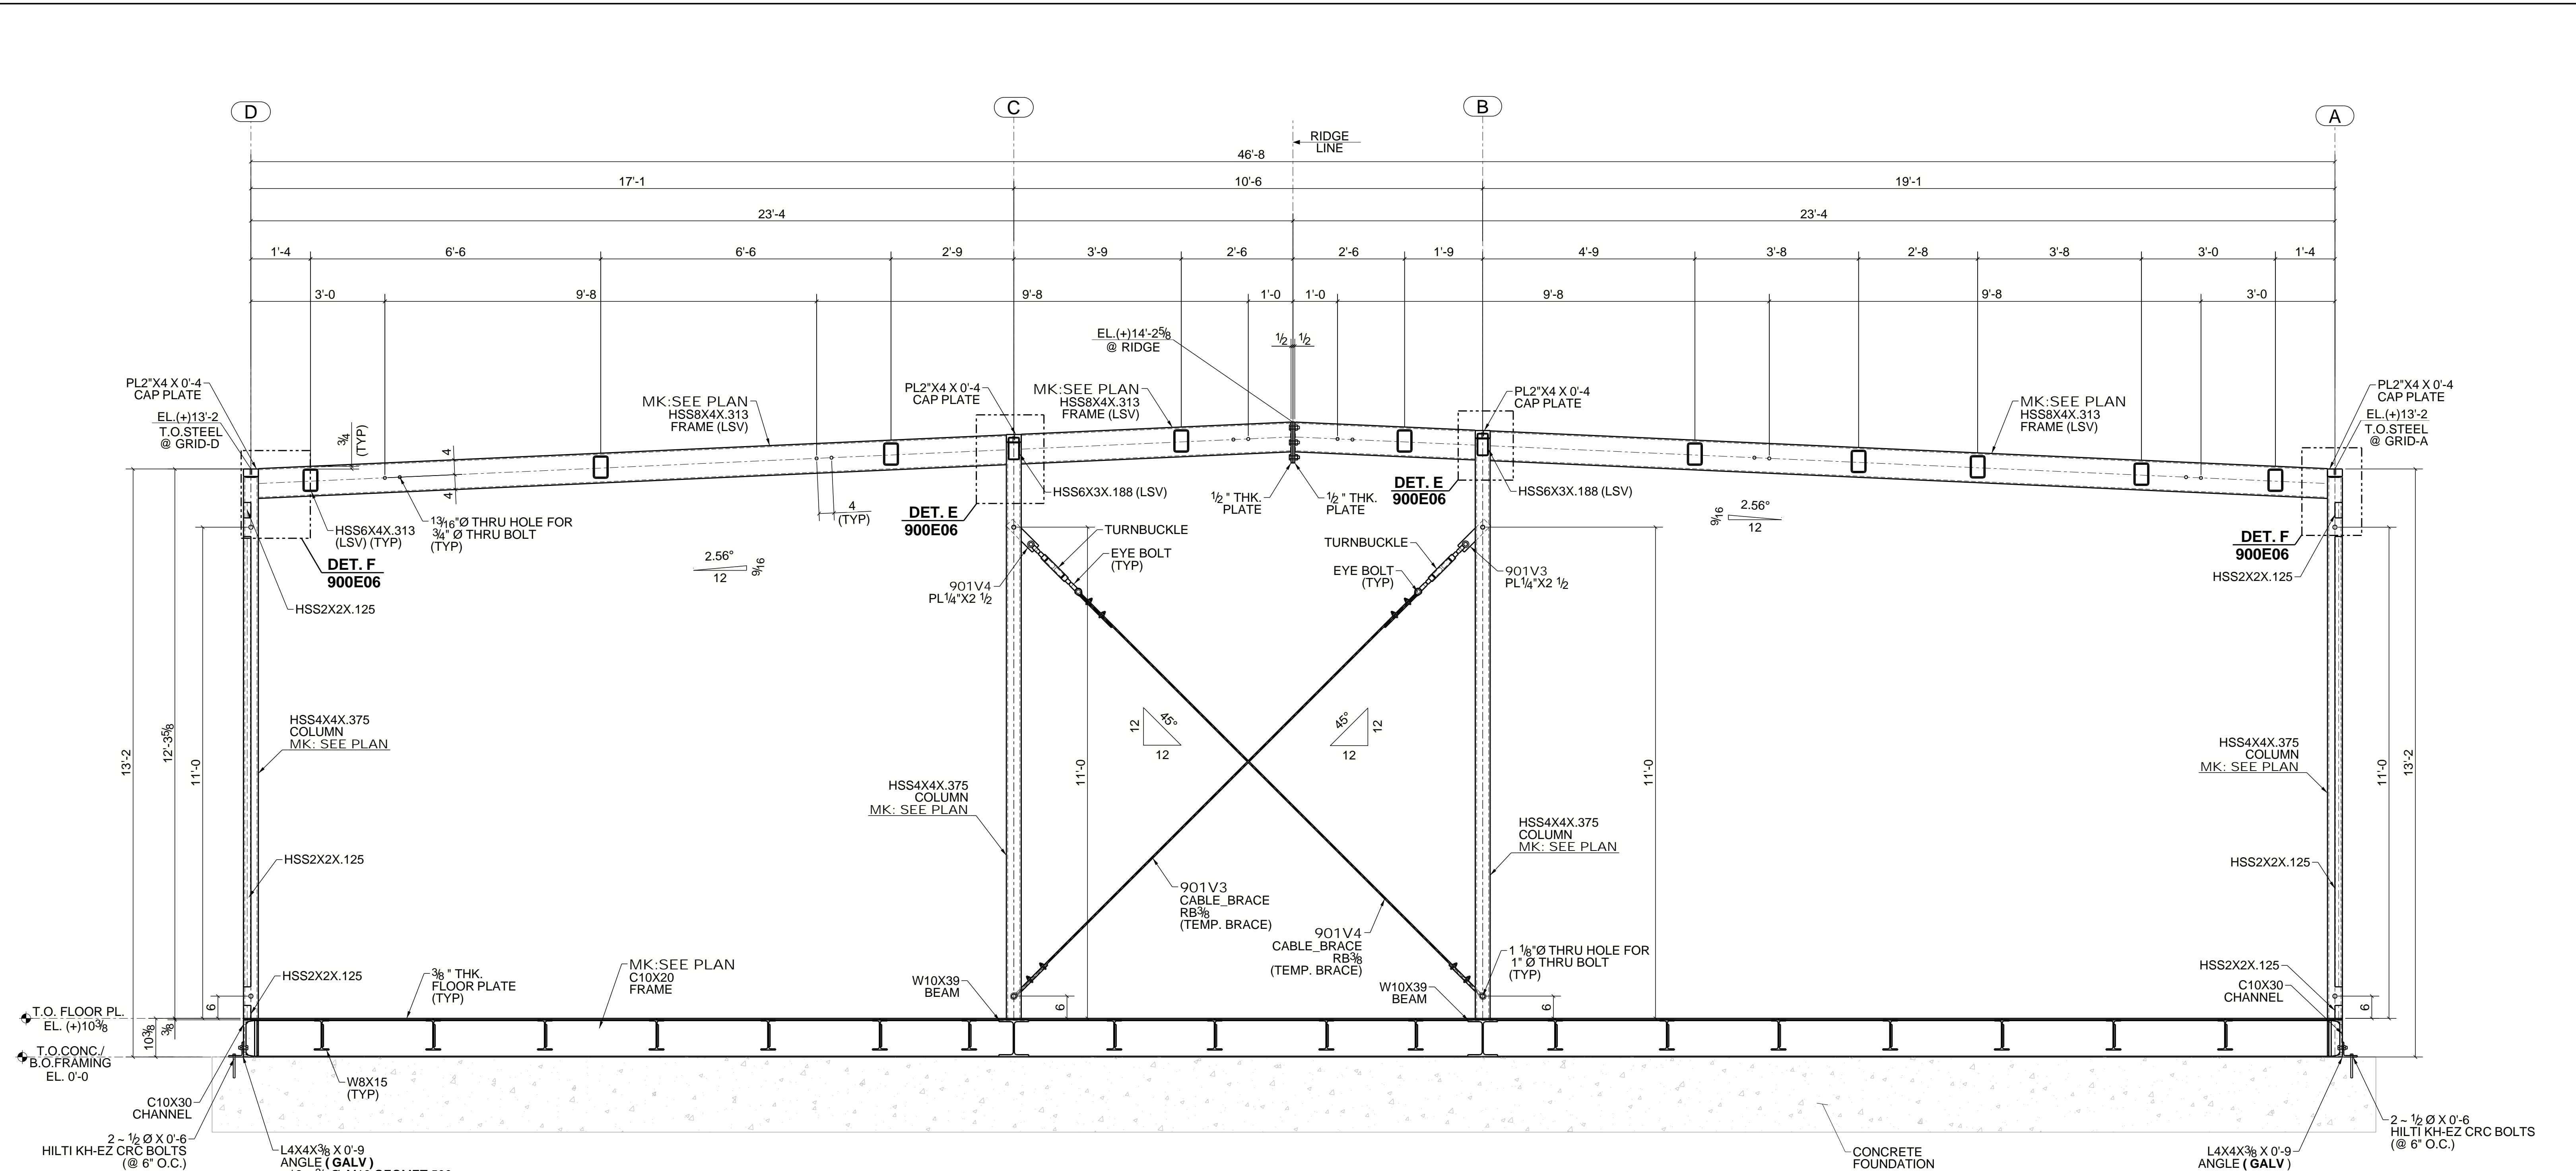 D
C
B
A
RIDGE
LINE
46'-8
17'-1
10'-6
19'-1
23'-4
23'-4
1'-4
6'-6
6'-6
2'-9
3'-9
2'-6
2'-6
1'-9
4'-9
3'-8
2'-8
3'-8
3'-0
1'-4
3'-0
9'-8
9'-8
1'-0
1'-0
9'-8
9'-8
3'-0
EL.(+)14'-2⅝
@ RIDGE
½
½
PL2"X4 X 0'-4
CAP PLATE
EL.(+)13'-2
T.O.STEEL
@ GRID-D
¾
(TYP)
4
4
MK:SEE PLAN
HSS8X4X.313
FRAME (LSV)
PL2"X4 X 0'-4
CAP PLATE
MK:SEE PLAN
HSS8X4X.313
FRAME (LSV)
PL2"X4 X 0'-4
CAP PLATE
MK:SEE PLAN
HSS8X4X.313
FRAME (LSV)
PL2"X4 X 0'-4
CAP PLATE
EL.(+)13'-2
T.O.STEEL
@ GRID-A
HSS6X4X.313
(LSV) (TYP)
13/16"Ø THRU HOLE FOR
¾"Ø THRU BOLT
(TYP)
DET. F
900E06
HSS2X2X.125
2.56°
12
9/16
4
(TYP)
DET. E
900E06
HSS6X3X.188 (LSV)
½" THK.
PLATE
½" THK.
PLATE
DET. E
900E06
HSS6X3X.188 (LSV)
9/16
2.56°
12
DET. F
900E06
HSS2X2X.125
TURNBUCKLE
EYE BOLT
(TYP)
901V4
PL¼"X2 ½
TURNBUCKLE
EYE BOLT
(TYP)
901V3
PL¼"X2 ½
13'-2
12'-3⅝
11'-0
HSS4X4X.375
COLUMN
MK: SEE PLAN
12
45°
12
45°
12
12
11'-0
11'-0
HSS4X4X.375
COLUMN
MK: SEE PLAN
HSS4X4X.375
COLUMN
MK: SEE PLAN
HSS4X4X.375
COLUMN
MK: SEE PLAN
11'-0
13'-2
HSS2X2X.125
HSS2X2X.125
901V3
CABLE_BRACE
RB⅜
(TEMP. BRACE)
901V4
CABLE_BRACE
RB⅜
(TEMP. BRACE)
1 ⅛"Ø THRU HOLE FOR
1" Ø THRU BOLT
(TYP)
HSS2X2X.125
⅜" THK.
FLOOR PLATE
(TYP)
MK:SEE PLAN
C10X20
FRAME
W10X39
BEAM
W10X39
BEAM
HSS2X2X.125
C10X30
CHANNEL
6
6
6
6
T.O. FLOOR PL.
EL. (+)10⅜
10⅜
⅜
T.O.CONC./
B.O.FRAMING
EL. 0'-0
W8X15
(TYP)
C10X30
CHANNEL
2 ~ ½ Ø X 0'-6
HILTI KH-EZ CRC BOLTS
(@ 6" O.C.)
L4X4X⅜ X 0'-9
ANGLE ( GALV )
CONCRETE
FOUNDATION
2 ~ ½ Ø X 0'-6
HILTI KH-EZ CRC BOLTS
(@ 6" O.C.)
L4X4X⅜ X 0'-9
ANGLE ( GALV )